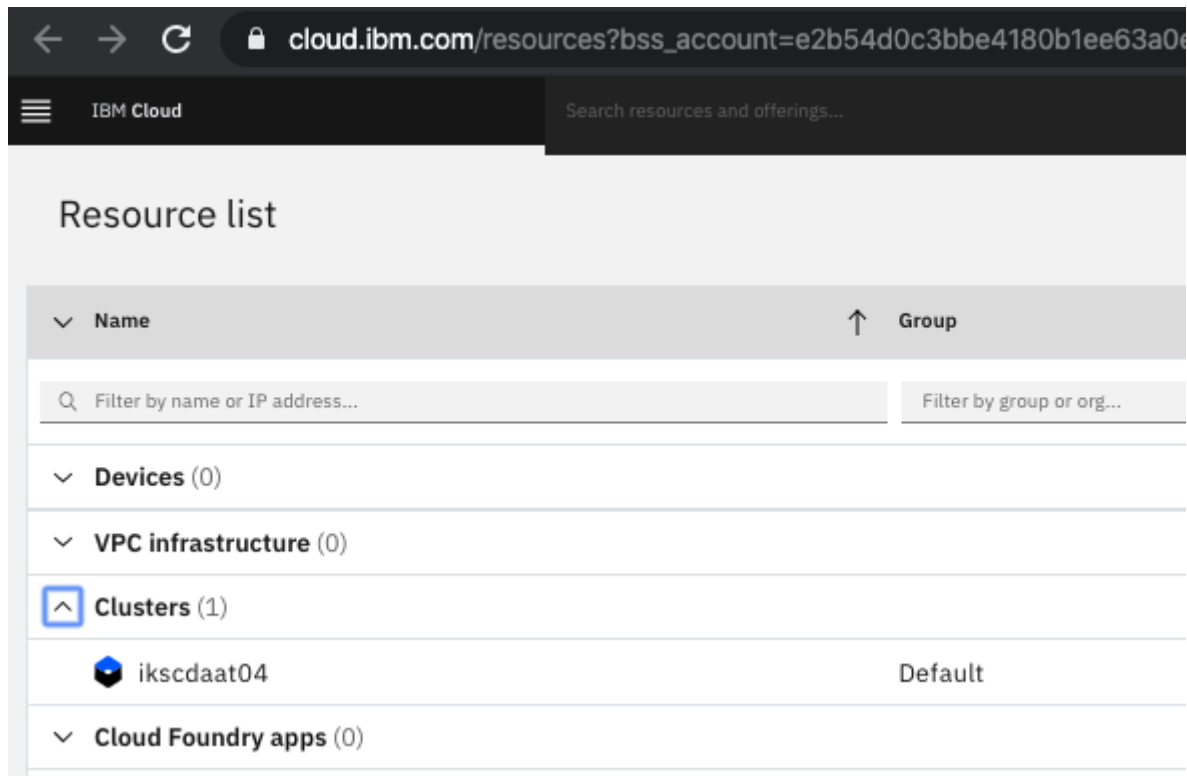 cloud.ibm.com/resources?bss_account=e2b54d0c3bbe4180b1ee63a0e
IBM Cloud
Search resources and offerings...
Resource list
Name Group
Filter by name or IP address... Filter by group or org...
Devices (0)
VPC infrastructure (0)
Clusters (1)
ikscdaat04 Default
Cloud Foundry apps (0)